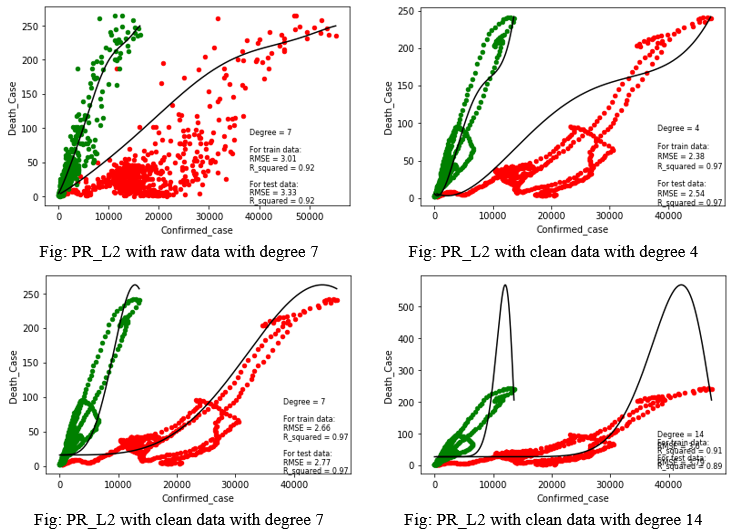 250
200
150
100
50
0
Death_Case
Degree = 7
For train data:
RMSE = 3.01
R_squared = 0.92
For test data:
RMSE = 3.33
R_squared = 0.92
0 10000 20000 30000 40000 50000
Confirmed_case
Fig: PR_L2 with raw data with degree 7
250
200
150
100
50
0
Death_Case
Degree = 4
For train data:
RMSE = 2.38
R_squared = 0.97
For test data:
RMSE = 2.54
R_squared = 0.97
0 10000 20000 30000 40000
Confirmed_case
Fig: PR_L2 with clean data with degree 4
250
200
150
100
50
0
Death_Case
Degree = 7
For train data:
RMSE = 2.66
R_squared = 0.97
For test data:
RMSE = 2.77
R_squared = 0.97
0 10000 20000 30000 40000
Confirmed_case
Fig: PR_L2 with clean data with degree 7
500
400
300
200
100
0
Death_Case
Degree = 14
For train data:
R_squared = 0.91
For test data:
R_squared = 0.89
0 10000 20000 30000 40000
Confirmed_case
Fig: PR_L2 with clean data with degree 14